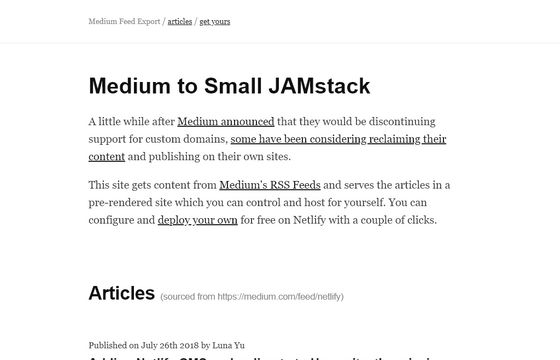 Medium Feed Export / articles / get yours
Medium to Small JAMstack
A little while after Medium announced that they would be discontinuing
support for custom domains, some have been considering reclaiming their
content and publishing on their own sites.
This site gets content from Medium's RSS Feeds and serves the articles in a
pre-rendered site which you can control and host for yourself. You can
configure and deploy your own for free on Netlify with a couple of clicks.
Articles (sourced from https://medium.com/feed/netlify)
Published on July 26th 2018 by Luna Yu